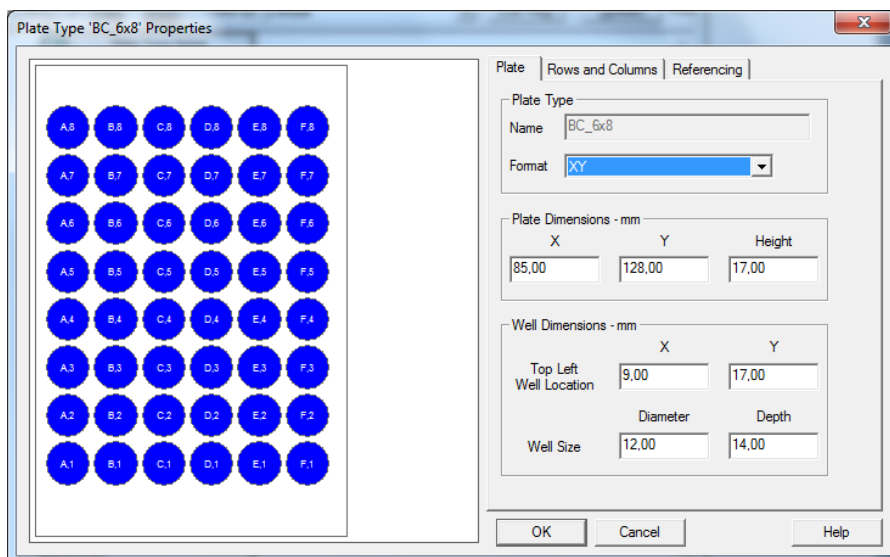 Plate Type 'BC_6x8' Properties
A,8 B,8 C,8 D,8 E,8 F,8
A,7 B,7 C,7 D,7 E,7 F,7
A,6 B,6 C,6 D,6 E,6 F,6
A,5 B,5 C,5 D,5 E,5 F,5
A,4 B,4 C,4 D,4 E,4 F,4
A,3 B,3 C,3 D,3 E,3 F,3
A,2 B,2 C,2 D,2 E,2 F,2
A,1 B,1 C,1 D,1 E,1 F,1
Plate Rows and Columns Referencing
Plate Type
Name BC_6x8
Format XY
Plate Dimensions - mm
X Y Height
85,00 128,00 17,00
Well Dimensions - mm
X Y
Top Left
Well Location 9,00 17,00
Diameter Depth
Well Size 12,00 14,00
OK Cancel Help